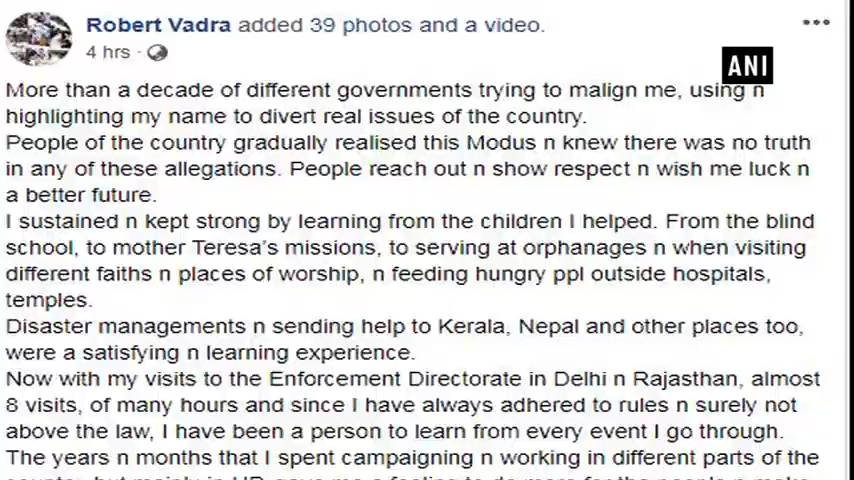 Robert Vadra added 39 photos and a video.
4 hrs ·
ANI
More than a decade of different governments trying to malign me, using n
highlighting my name to divert real issues of the country.
People of the country gradually realised this Modus n knew there was no truth
in any of these allegations. People reach out n show respect n wish me luck n
a better future.
I sustained n kept strong by learning from the children I helped. From the blind
school, to mother Teresa's missions, to serving at orphanages n when visiting
different faiths n places of worship, n feeding hungry ppl outside hospitals,
temples.
Disaster managements n sending help to Kerala, Nepal and other places too,
were a satisfying n learning experience.
Now with my visits to the Enforcement Directorate in Delhi n Rajasthan, almost
8 visits, of many hours and since I have always adhered to rules n surely not
above the law, I have been a person to learn from every event I go through.
The years n months that I spent campaigning n working in different parts of the